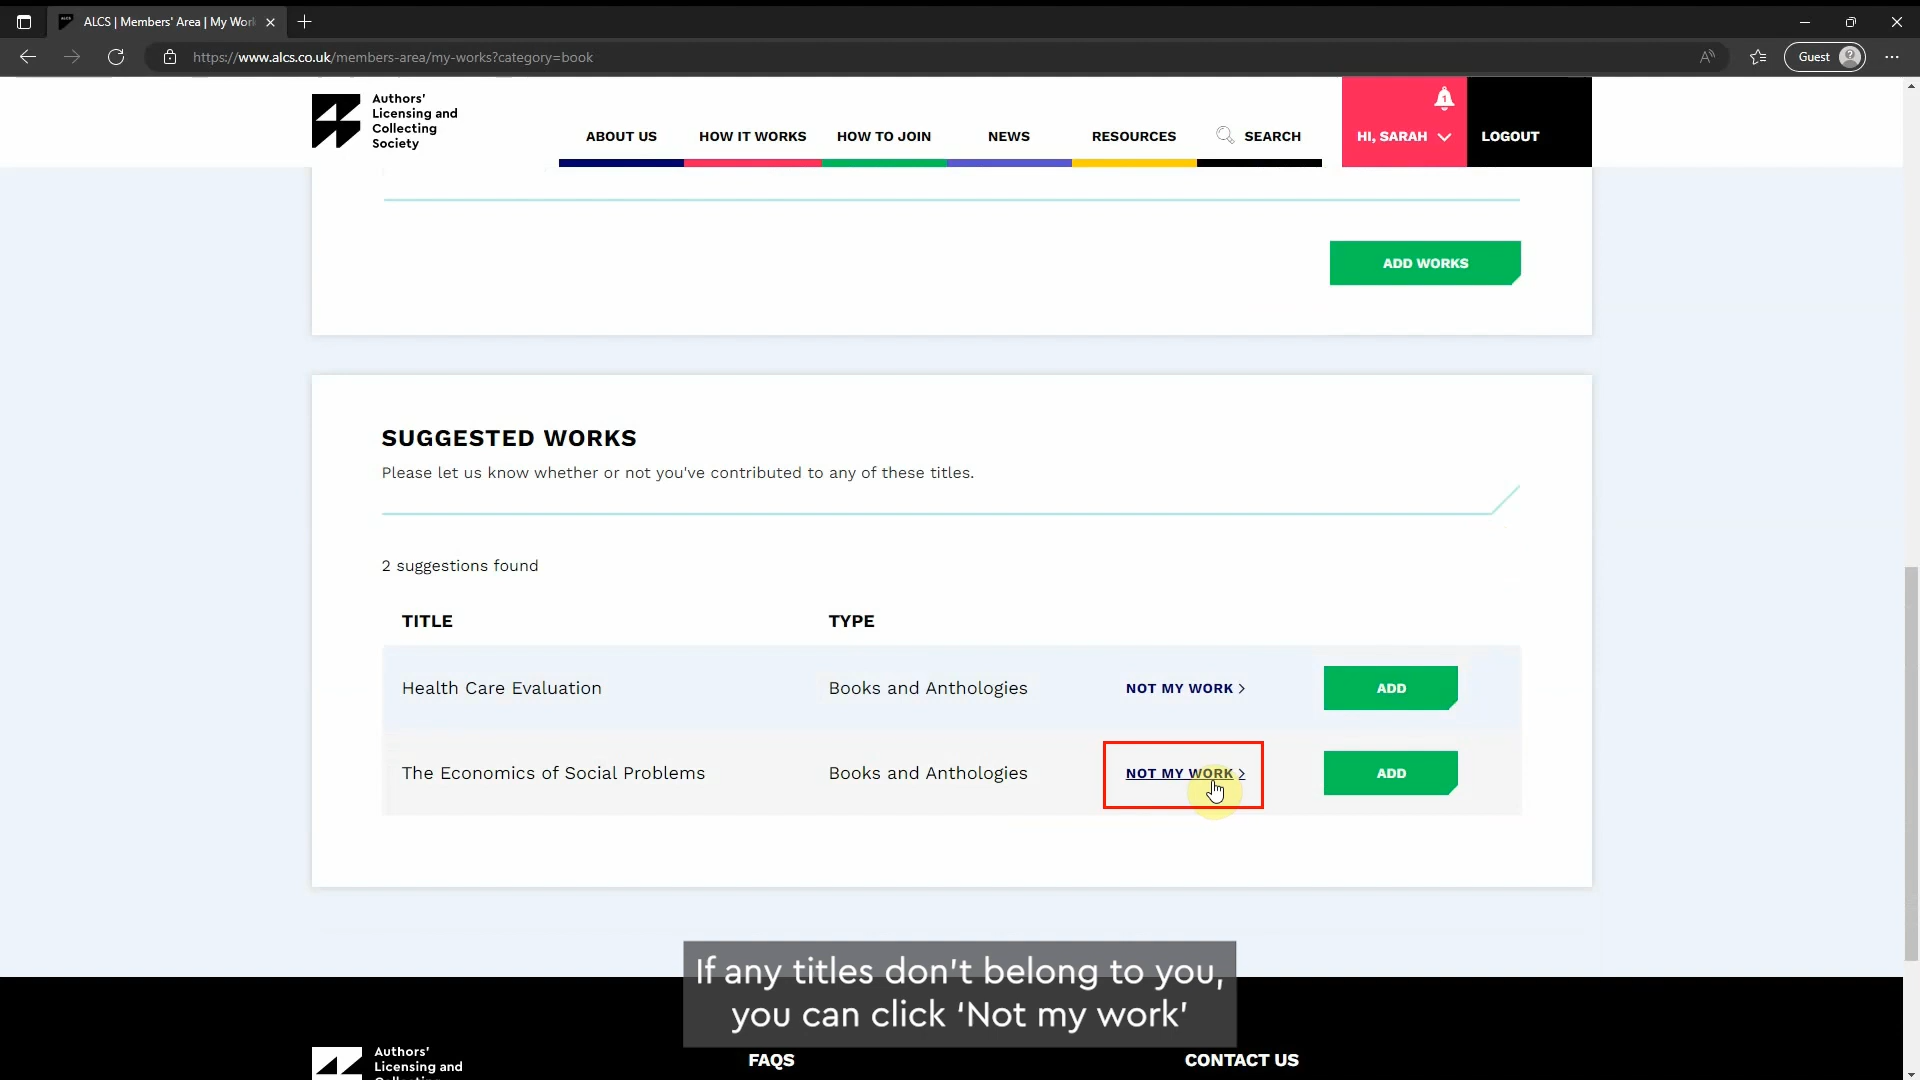 ALCS | Members' Area | My Wor
https://www.alcs.co.uk/members-area/my-works?category=book
Guest
Authors'
Licensing and
Collecting
Society
ABOUT US
HOW IT WORKS
HOW TO JOIN
NEWS
RESOURCES
SEARCH
1
HI, SARAH
LOGOUT
ADD WORKS
SUGGESTED WORKS
Please let us know whether or not you've contributed to any of these titles.
2 suggestions found
TITLE TYPE
Health Care Evaluation Books and Anthologies NOT MY WORK > ADD
The Economics of Social Problems Books and Anthologies NOT MY WORK > ADD
If any titles don't belong to you,
you can click ‘Not my work’
Authors'
Licensing and
FAQS
CONTACT US